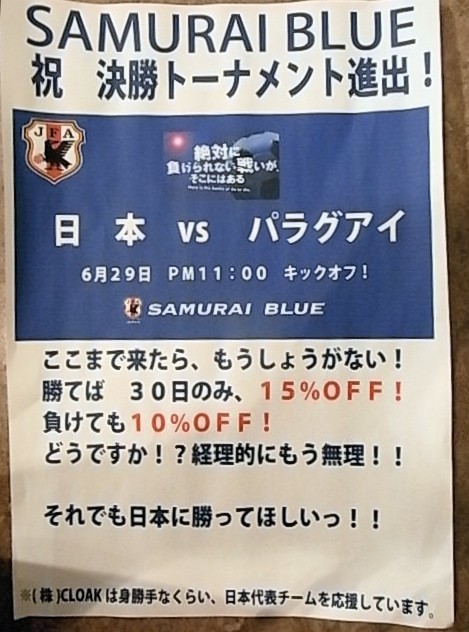 SAMURAI BLUE
祝　決勝トーナメント進出！
JFA
絶対に
負けられない戦いが、
そこにはある
日　本　vs　パラグアイ
6月29日　PM11：00　キックオフ！
SAMURAI BLUE
ここまで来たら、もうしょうがない！
勝てば　30日のみ、15%OFF！
負けても10%OFF！
どうですか！？経理的にもう無理！！
それでも日本に勝ってほしいっ！！
※(株)CLOAKは身勝手なくらい、日本代表チームを応援しています。